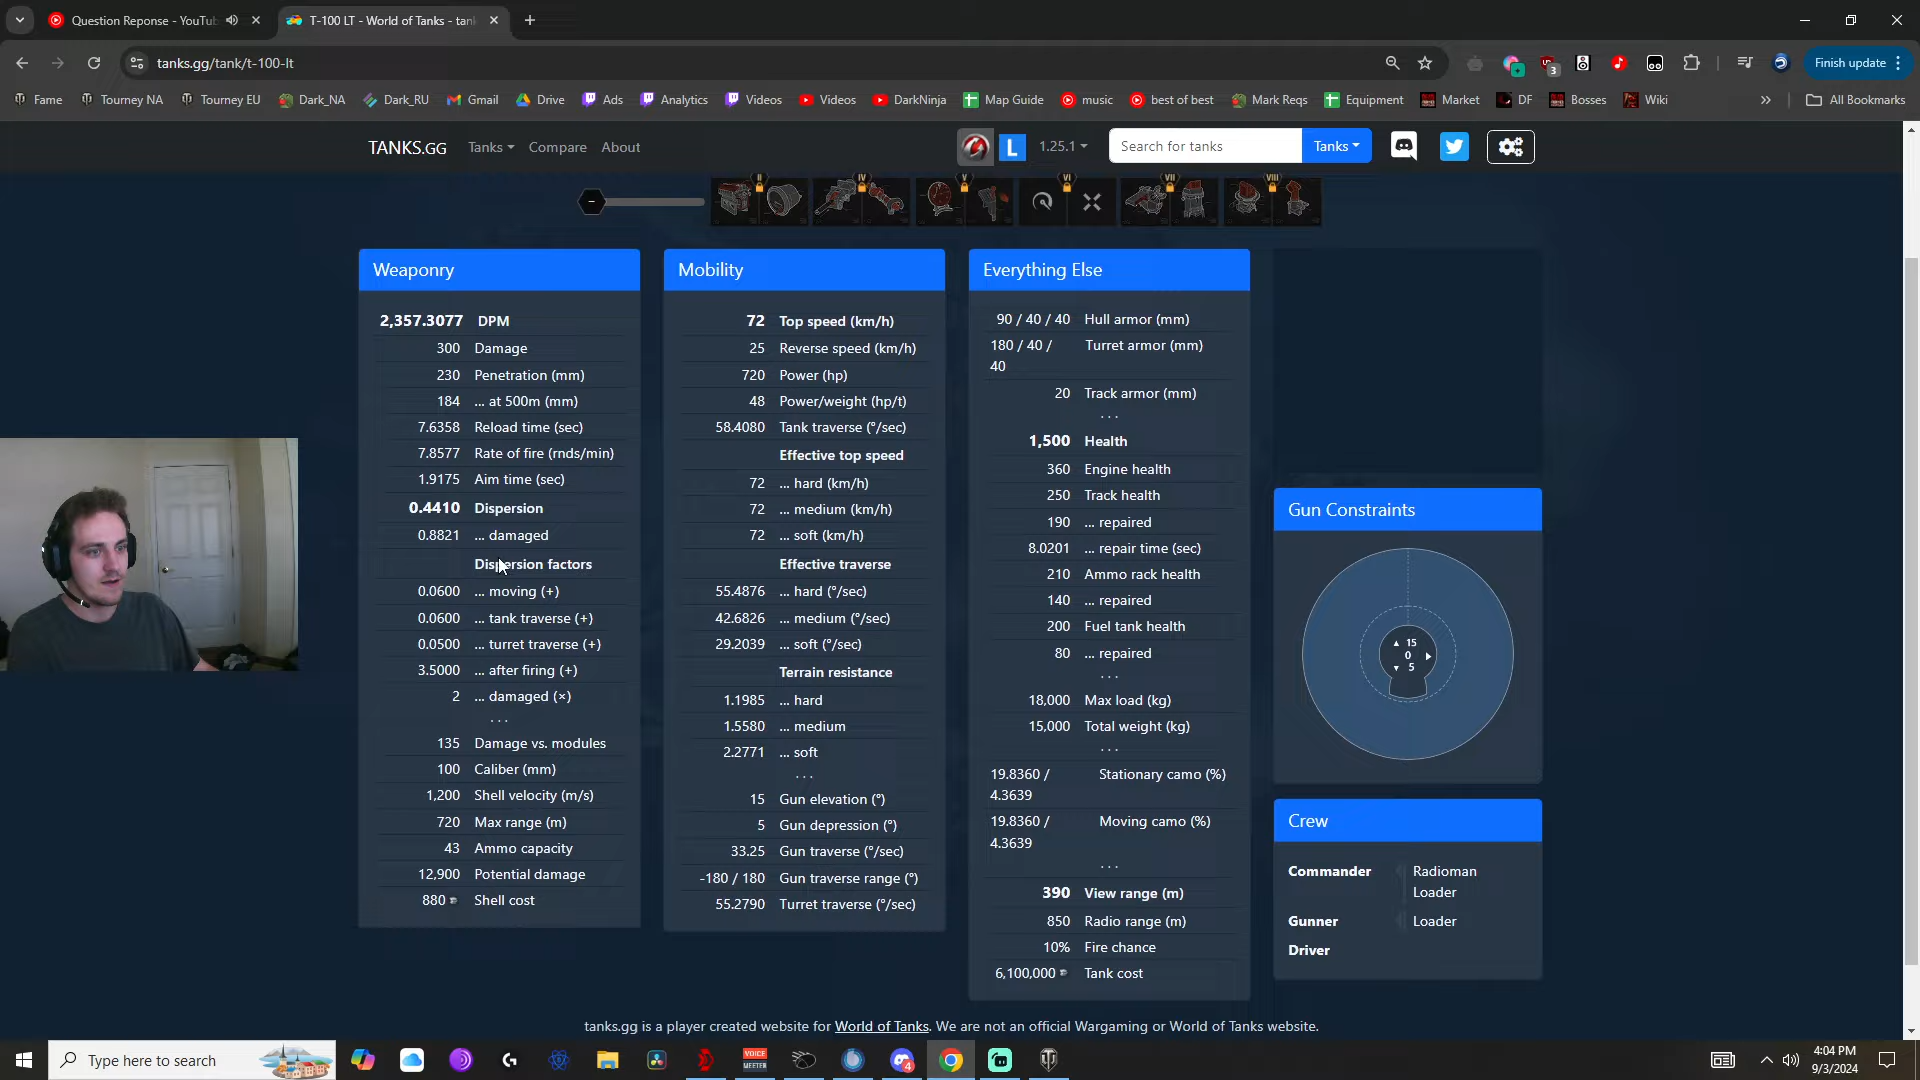 Question Reponse - YouTu
T-100 LT - World of Tanks - tank
tanks.gg/tank/t-100-lt
3
Finish update
Fame
Tourney NA
Tourney EU
Dark_NA
Dark_RU
Gmail
Drive
Ads
Analytics
Videos
Videos
DarkNinja
Map Guide
music
best of best
Mark Reqs
Equipment
Market
DF
Bosses
Wiki
All Bookmarks
TANKS.GG
Tanks
Compare
About
L
1.25.1
Search for tanks
Tanks
II
IV
V
VI
VII
VIII
Weaponry
2,357.3077 DPM
300 Damage
230 Penetration (mm)
184 ... at 500m (mm)
7.6358 Reload time (sec)
7.8577 Rate of fire (rnds/min)
1.9175 Aim time (sec)
0.4410 Dispersion
0.8821 ... damaged
Dispersion factors
0.0600 ... moving (+)
0.0600 ... tank traverse (+)
0.0500 ... turret traverse (+)
3.5000 ... after firing (+)
2 ... damaged (×)
...
135 Damage vs. modules
100 Caliber (mm)
1,200 Shell velocity (m/s)
720 Max range (m)
43 Ammo capacity
12,900 Potential damage
880 Shell cost
Mobility
72 Top speed (km/h)
25 Reverse speed (km/h)
720 Power (hp)
48 Power/weight (hp/t)
58.4080 Tank traverse (°/sec)
Effective top speed
72 ... hard (km/h)
72 ... medium (km/h)
72 ... soft (km/h)
Effective traverse
55.4876 ... hard (°/sec)
42.6826 ... medium (°/sec)
29.2039 ... soft (°/sec)
Terrain resistance
1.1985 ... hard
1.5580 ... medium
2.2771 ... soft
...
15 Gun elevation (°)
5 Gun depression (°)
33.25 Gun traverse (°/sec)
-180 / 180 Gun traverse range (°)
55.2790 Turret traverse (°/sec)
Everything Else
90 / 40 / 40 Hull armor (mm)
180 / 40 / Turret armor (mm)
40
20 Track armor (mm)
...
1,500 Health
360 Engine health
250 Track health
190 ... repaired
8.0201 ... repair time (sec)
210 Ammo rack health
140 ... repaired
200 Fuel tank health
80 ... repaired
...
18,000 Max load (kg)
15,000 Total weight (kg)
...
19.8360 / Stationary camo (%)
4.3639
19.8360 / Moving camo (%)
4.3639
...
390 View range (m)
850 Radio range (m)
10% Fire chance
6,100,000 Tank cost
Gun Constraints
15
0
5
Crew
Commander Radioman
Loader
Gunner Loader
Driver
tanks.gg is a player created website for World of Tanks. We are not an official Wargaming or World of Tanks website.
Type here to search
VOICE
MEETER
4
4:04 PM
9/3/2024